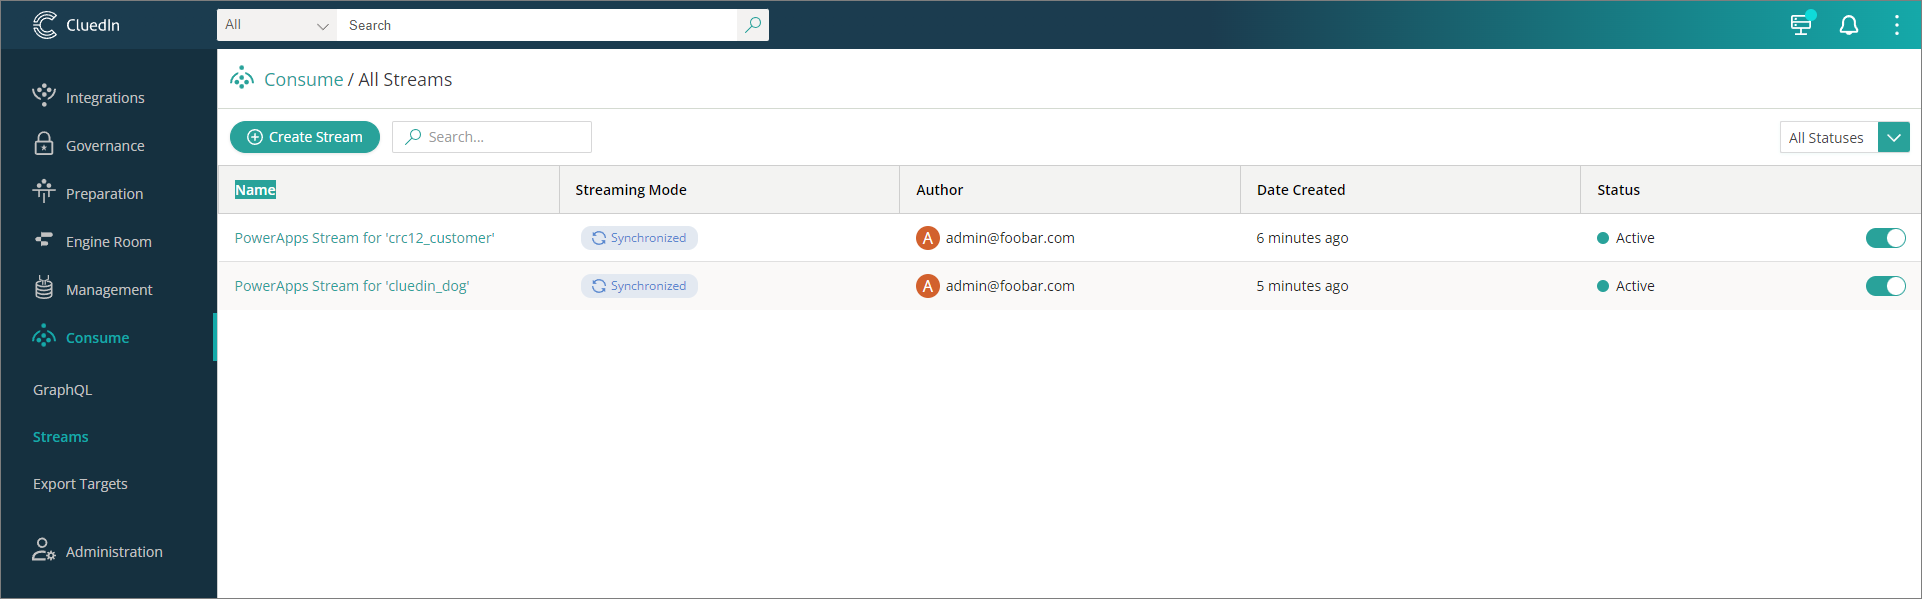 CluedIn
All
Search
Integrations
Governance
Preparation
Engine Room
Management
Consume
GraphQL
Streams
Export Targets
Administration
Consume / All Streams
Create Stream
Search...
All Statuses
Name Streaming Mode Author Date Created Status
PowerApps Stream for 'crc12_customer' Synchronized A admin@foobar.com 6 minutes ago Active
PowerApps Stream for 'cluedin_dog' Synchronized A admin@foobar.com 5 minutes ago Active